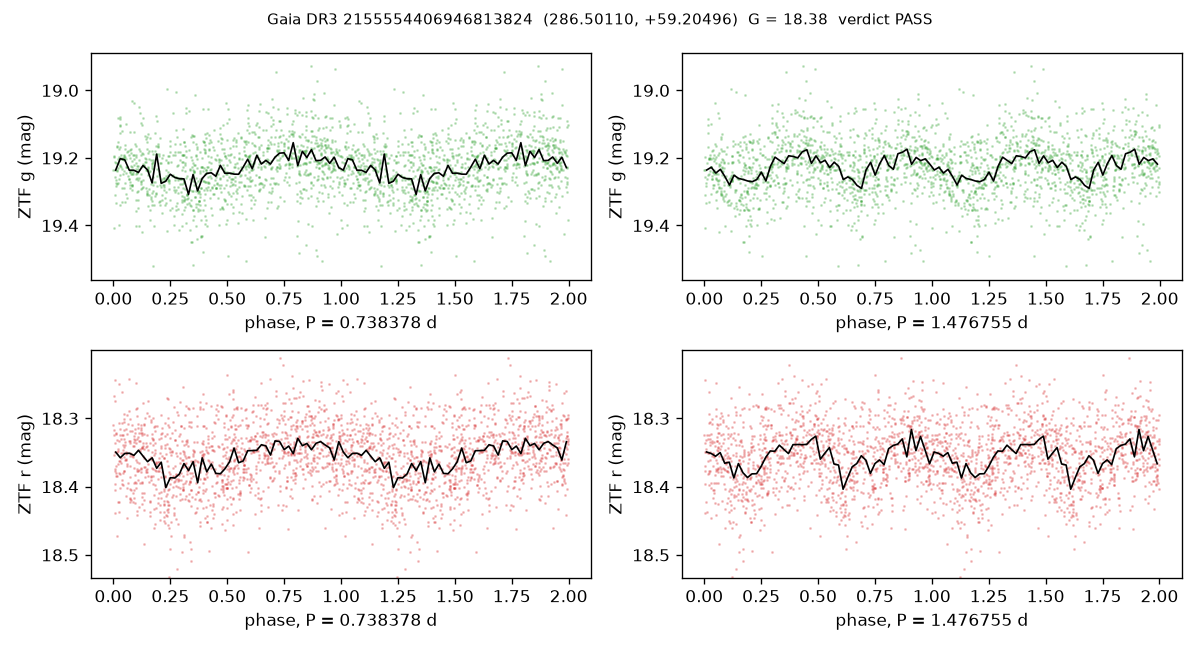 Gaia DR3 2155554406946813824 (286.50110, +59.20496) G = 18.38 verdict PASS
ZTF g (mag)
19.0
19.2
19.4
0.00 0.25 0.50 0.75 1.00 1.25 1.50 1.75 2.00
phase, P = 0.738378 d
ZTF g (mag)
19.0
19.2
19.4
0.00 0.25 0.50 0.75 1.00 1.25 1.50 1.75 2.00
phase, P = 1.476755 d
ZTF r (mag)
18.3
18.4
18.5
0.00 0.25 0.50 0.75 1.00 1.25 1.50 1.75 2.00
phase, P = 0.738378 d
ZTF r (mag)
18.3
18.4
18.5
0.00 0.25 0.50 0.75 1.00 1.25 1.50 1.75 2.00
phase, P = 1.476755 d